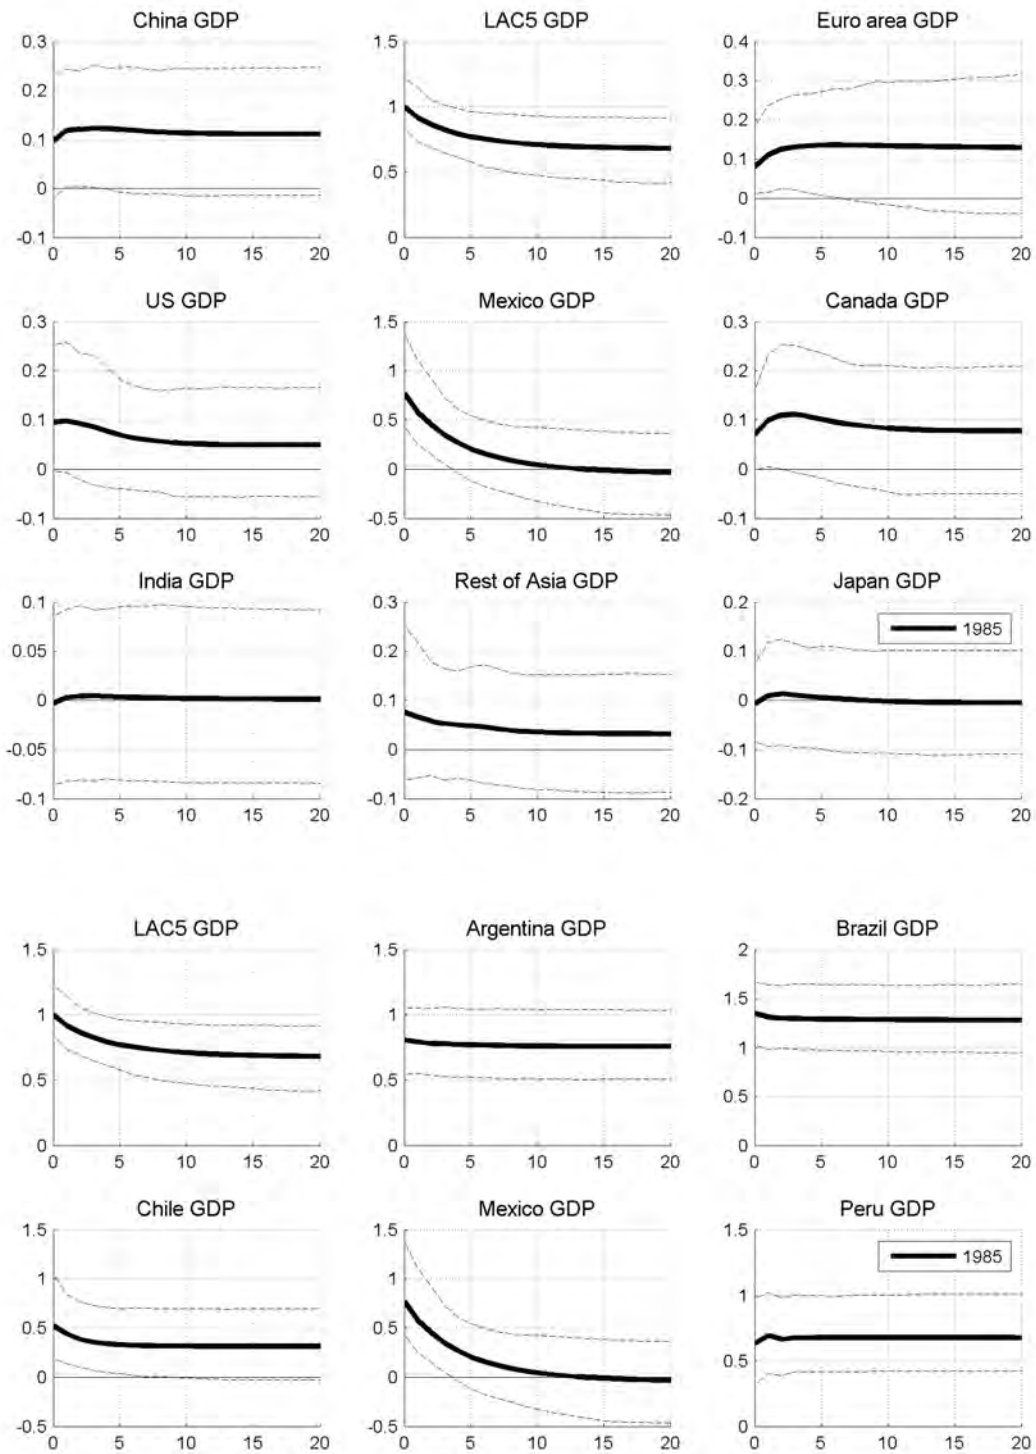 China GDP LAC5 GDP Euro area GDP
0.3 1.5 0.4
0.3
0.2
1
0.2
0.1
0.1
0.5
0
0
-0.1 0 -0.1
0 5 10 15 20 0 5 10 15 20 0 5 10 15 20
US GDP Mexico GDP Canada GDP
0.3 1.5 0.3
0.2 1 0.2
0.1 0.5 0.1
0 0 0
-0.1 -0.5 -0.1
0 5 10 15 20 0 5 10 15 20 0 5 10 15 20
India GDP Rest of Asia GDP Japan GDP
0.1 0.3 0.2
1985
0.05 0.2 0.1
0 0.1 0
-0.05 0 -0.1
-0.1 -0.1 -0.2
0 5 10 15 20 0 5 10 15 20 0 5 10 15 20
LAC5 GDP Argentina GDP Brazil GDP
1.5 1.5 2
1.5
1 1
1
0.5 0.5
0.5
0 0 0
0 5 10 15 20 0 5 10 15 20 0 5 10 15 20
Chile GDP Mexico GDP Peru GDP
1.5 1.5 1.5
1985
1 1
1
0.5 0.5
0.5
0 0
-0.5 -0.5 0
0 5 10 15 20 0 5 10 15 20 0 5 10 15 20